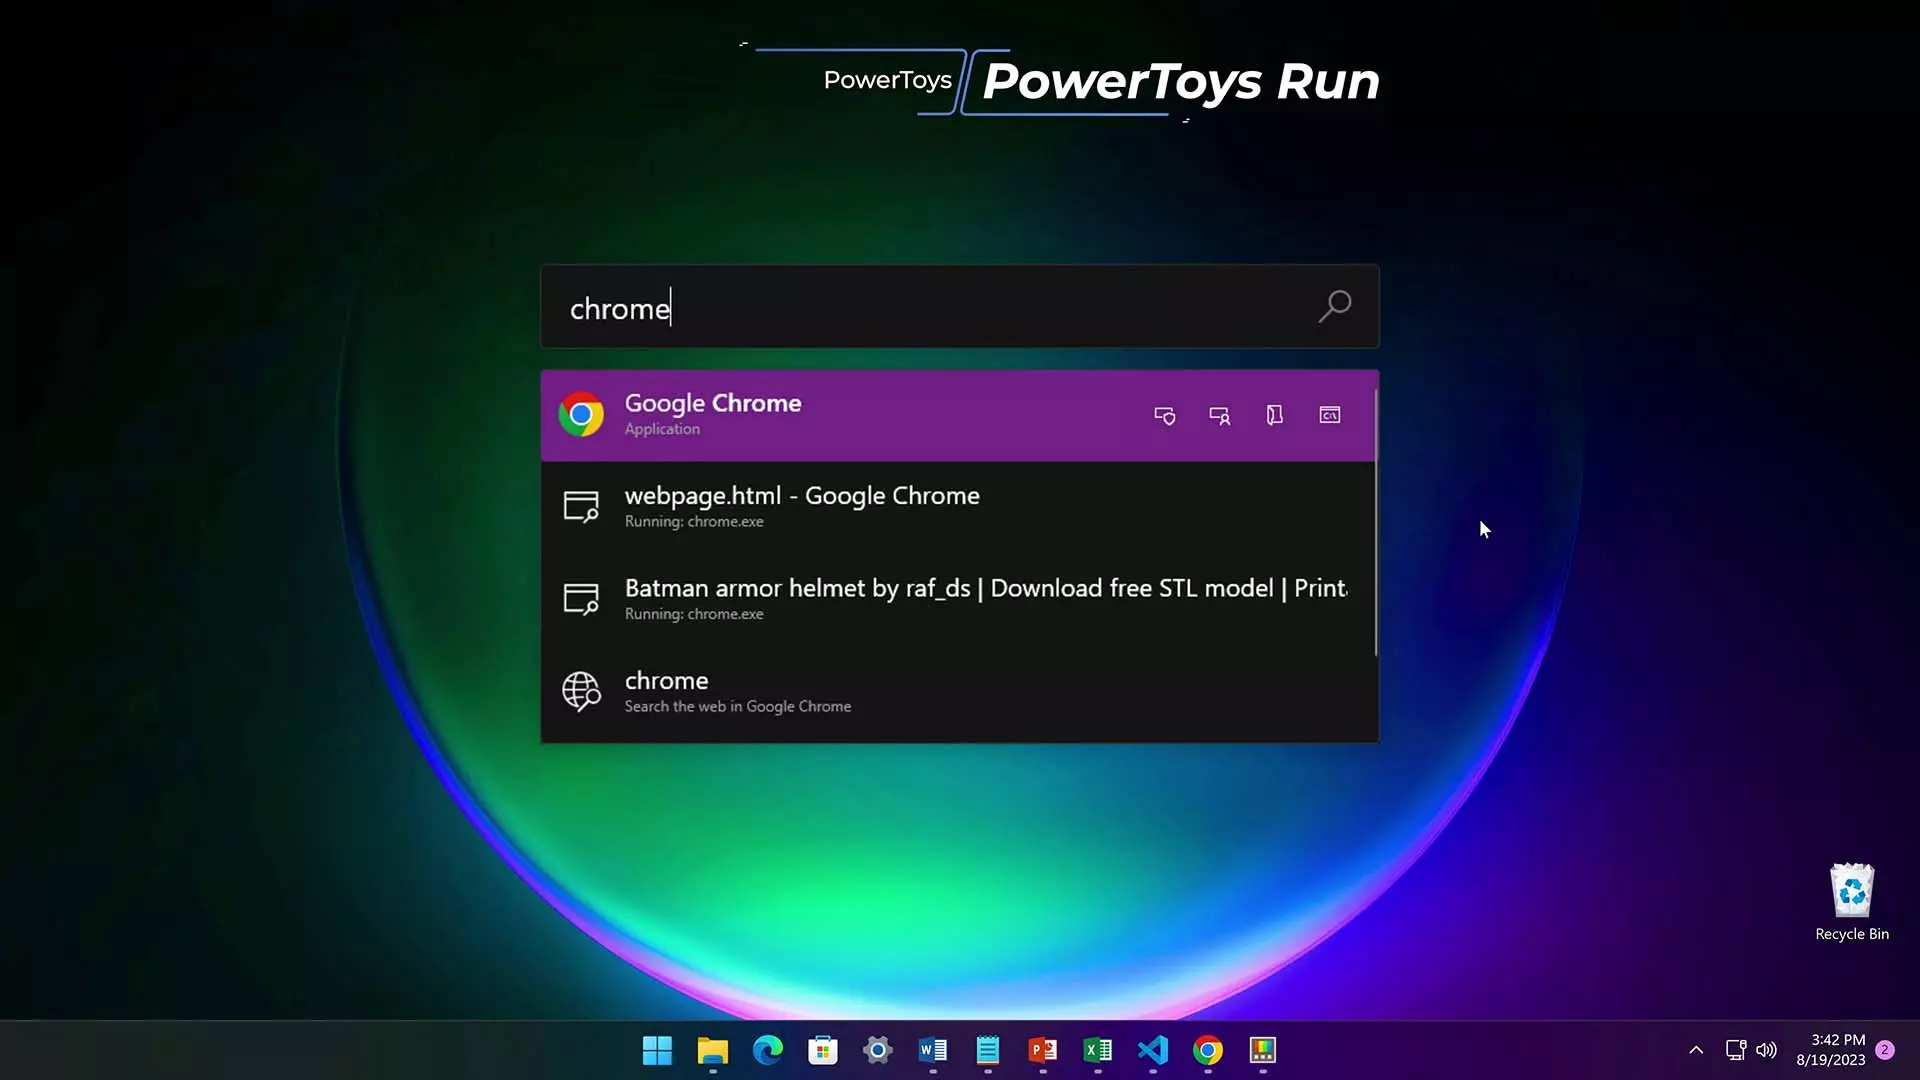 PowerToys
PowerToys Run
chrome
Google Chrome
Application
webpage.html - Google Chrome
Running: chrome.exe
Batman armor helmet by raf_ds | Download free STL model | Print
Running: chrome.exe
chrome
Search the web in Google Chrome
Recycle Bin
3:42 PM
8/19/2023
2